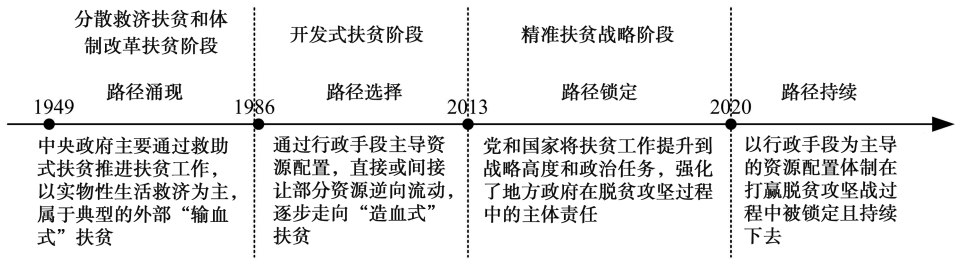 分散救济扶贫和体
制改革扶贫阶段
开发式扶贫阶段
精准扶贫战略阶段
路径涌现
路径选择
路径锁定
路径持续
1949
1986
2013
2020
中央政府主要通过救助
式扶贫推进扶贫工作，
以实物性生活救济为主，
属于典型的外部“输血
式”扶贫
通过行政手段主导资
源配置，直接或间接
让部分资源逆向流动，
逐步走向“造血式”
扶贫
党和国家将扶贫工作提升到
战略高度和政治任务，强化
了地方政府在脱贫攻坚过程
中的主体责任
以行政手段为主导
的资源配置体制在
打赢脱贫攻坚战过
程中被锁定且持续
下去